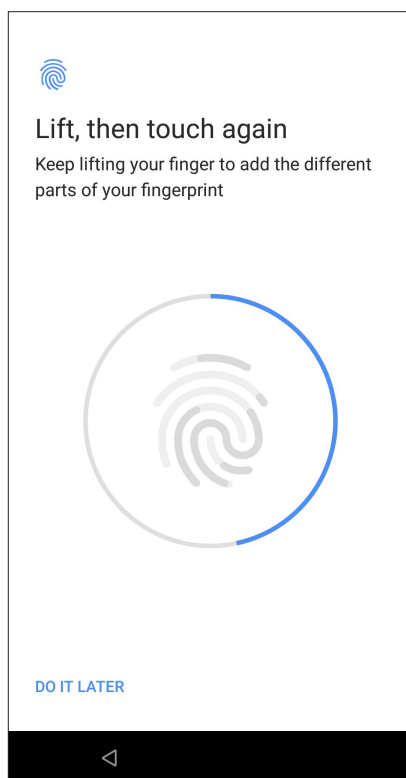 Lift, then touch again
Keep lifting your finger to add the different
parts of your fingerprint
DO IT LATER